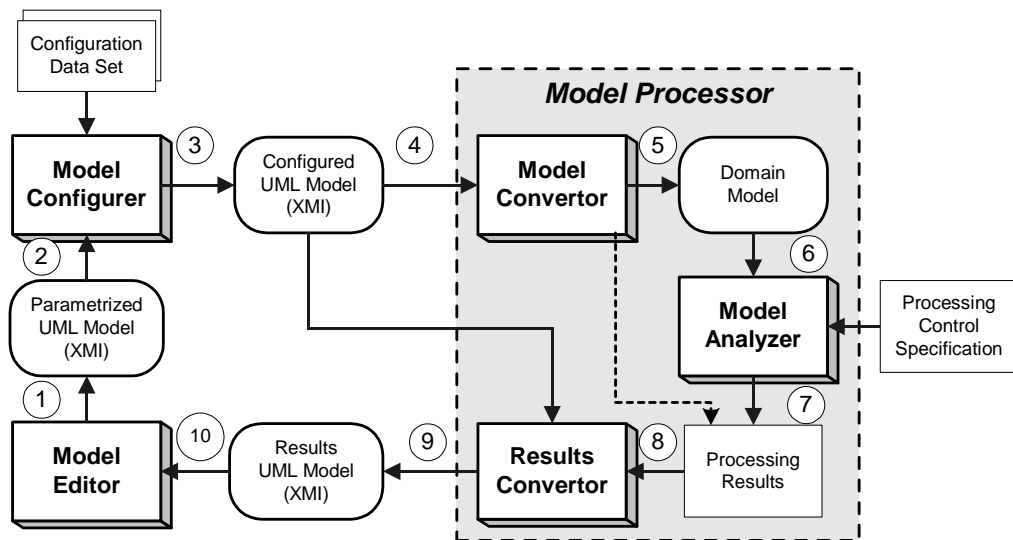 Configuration
Data Set
Model Processor
3
4
5
Model
Configurer
Configured
UML Model
(XMI)
Model
Convertor
Domain
Model
2
6
Parametrized
UML Model
(XMI)
Model
Analyzer
Processing
Control
Specification
1
7
10
9
8
Model
Editor
Results
UML Model
(XMI)
Results
Convertor
Processing
Results